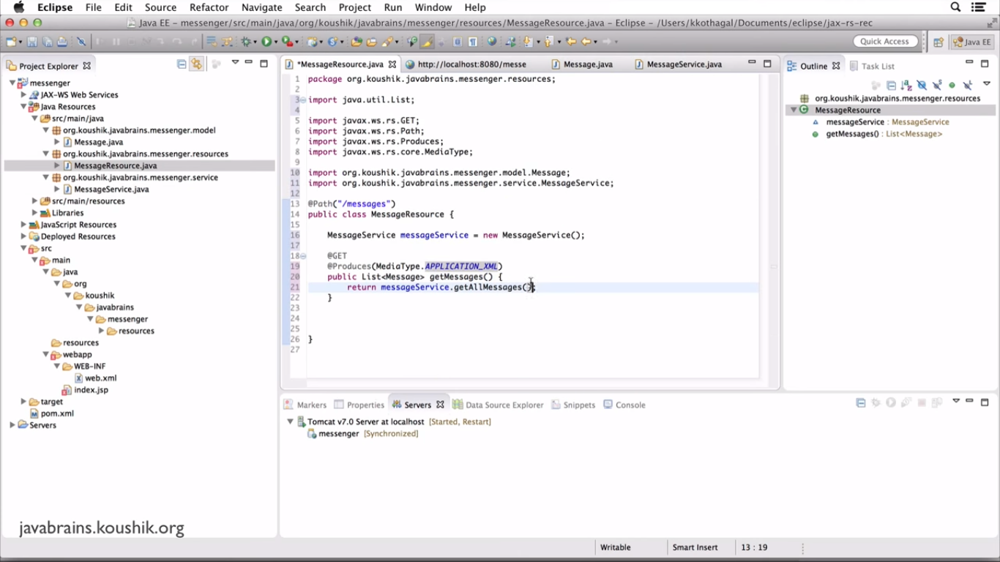 Eclipse File Edit Source Refactor Navigate Search Project Run Window Help
Java EE - messenger/src/main/java/org/koushik/javabrains/messenger/resources/MessageResource.java - Eclipse - /Users/kkothagal/Documents/eclipse/jax-rs-rec
Quick Access
Java EE
Project Explorer
messenger
JAX-WS Web Services
Java Resources
src/main/java
org.koushik.javabrains.messenger.model
Message.java
org.koushik.javabrains.messenger.resources
MessageResource.java
org.koushik.javabrains.messenger.service
MessageService.java
src/main/resources
Libraries
JavaScript Resources
Deployed Resources
src
main
java
org
koushik
javabrains
messenger
resources
resources
webapp
WEB-INF
web.xml
index.jsp
target
pom.xml
Servers
*MessageResource.java http://localhost:8080/messe Message.java MessageService.java
1 package org.koushik.javabrains.messenger.resources;
2
3 import java.util.List;
4
5 import javax.ws.rs.GET;
6 import javax.ws.rs.Path;
7 import javax.ws.rs.Produces;
8 import javax.ws.rs.core.MediaType;
9
10 import org.koushik.javabrains.messenger.model.Message;
11 import org.koushik.javabrains.messenger.service.MessageService;
12
13 @Path("/messages")
14 public class MessageResource {
15
16 MessageService messageService = new MessageService();
17
18 @GET
19 @Produces(MediaType.APPLICATION_XML)
20 public List<Message> getMessages() {
21 return messageService.getAllMessages();
22 }
23
24
25
26 }
27
Outline Task List
org.koushik.javabrains.messenger.resources
MessageResource
messageService : MessageService
getMessages() : List<Message>
Markers Properties Servers Data Source Explorer Snippets Console
Tomcat v7.0 Server at localhost [Started, Restart]
messenger [Synchronized]
javabrains.koushik.org
Writable Smart Insert 13 : 19